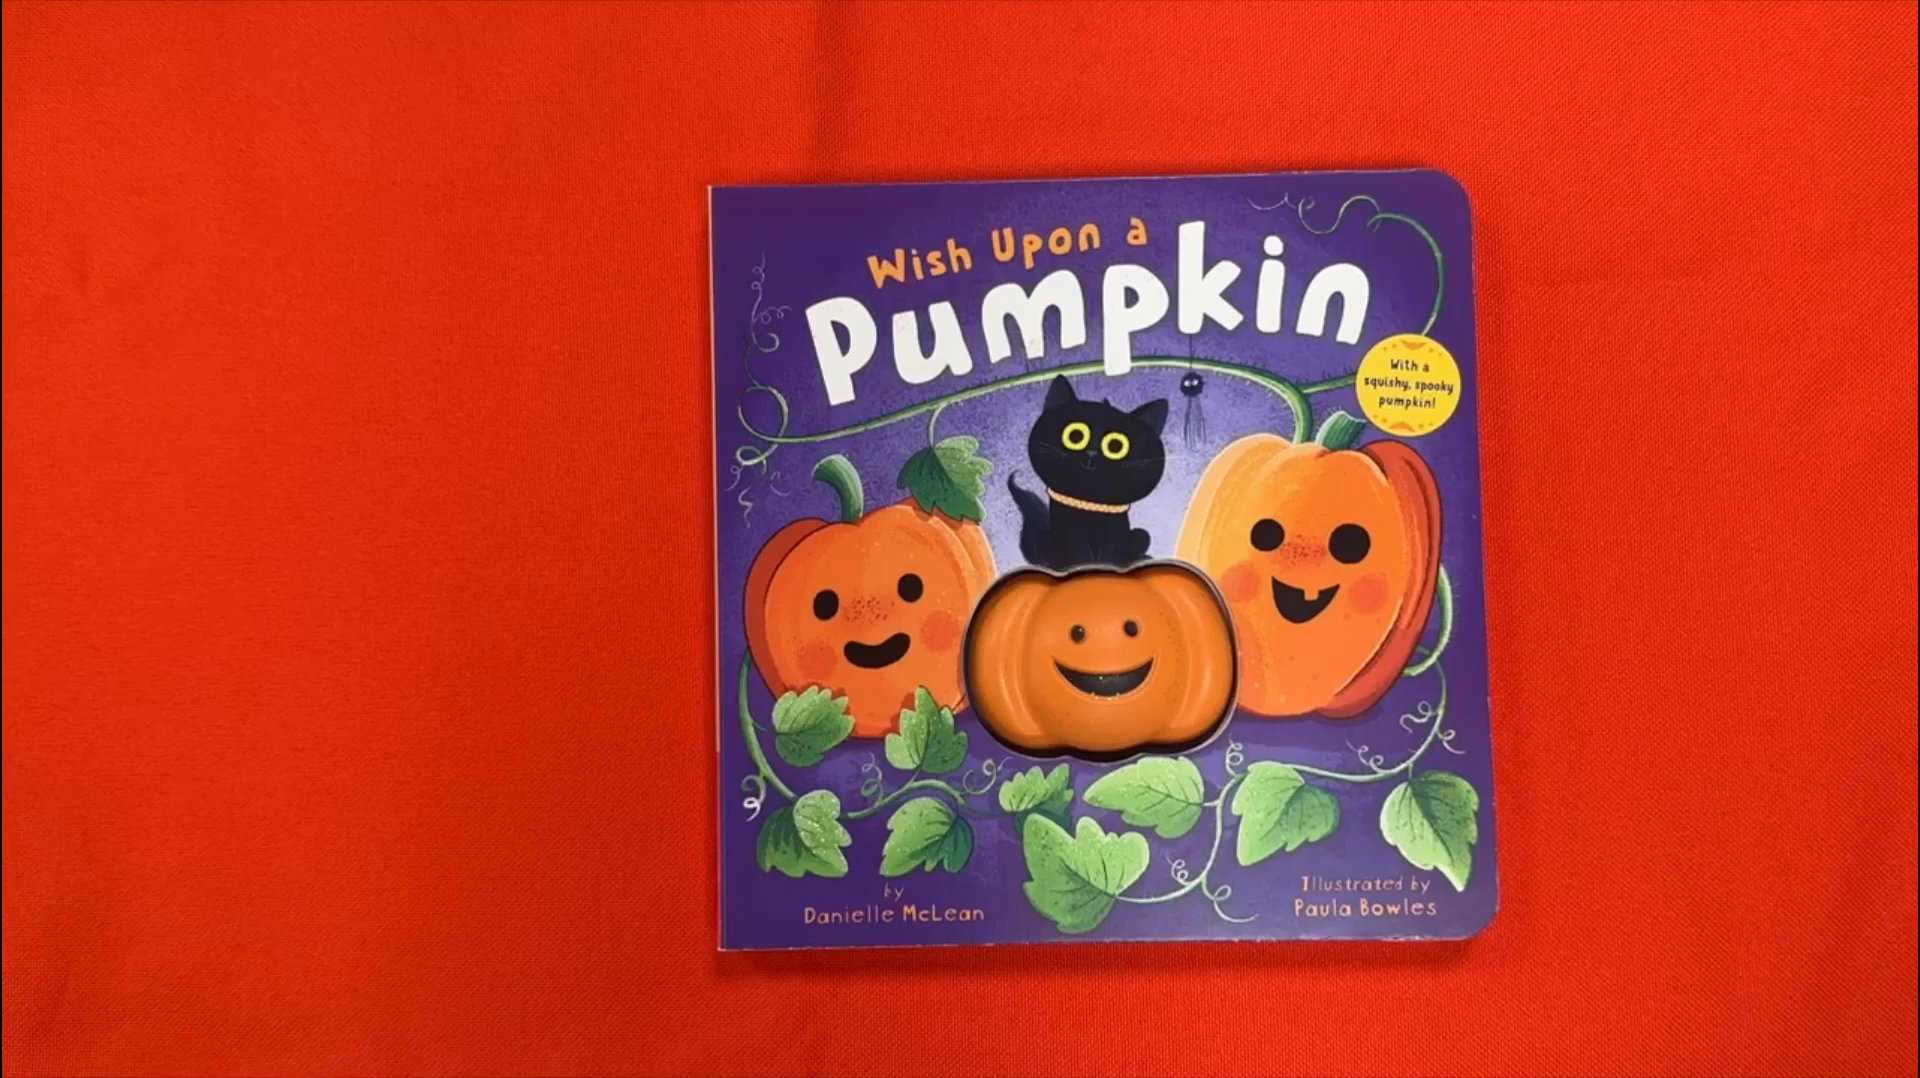 Wish Upon a
Pumpkin
With a
squishy, spooky
pumpkin!
by
Danielle McLean
Illustrated by
Paula Bowles